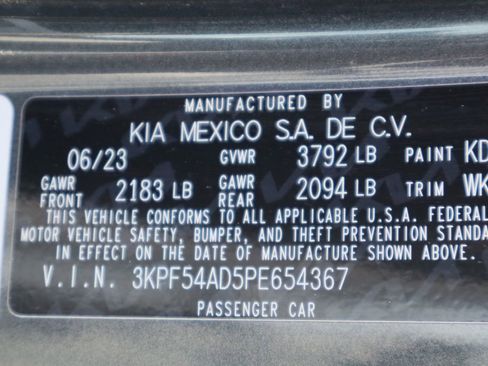 MANUFACTURED BY
KIA MEXICO S.A. DE C.V.
06/23 GVWR 3792 LB PAINT KD
GAWR FRONT 2183 LB GAWR REAR 2094 LB TRIM WK
THIS VEHICLE CONFORMS TO ALL APPLICABLE U.S.A. FEDERAL
MOTOR VEHICLE SAFETY, BUMPER, AND THEFT PREVENTION STANDA
IN EFFECT ON THE DATE OF MANUFACTURE SHOWN ABOVE.
V.I.N. 3KPF54AD5PE654367
PASSENGER CAR